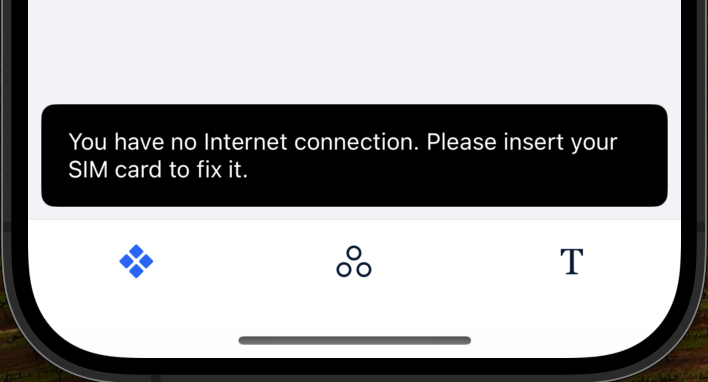 You have no Internet connection. Please insert your
SIM card to fix it.
T